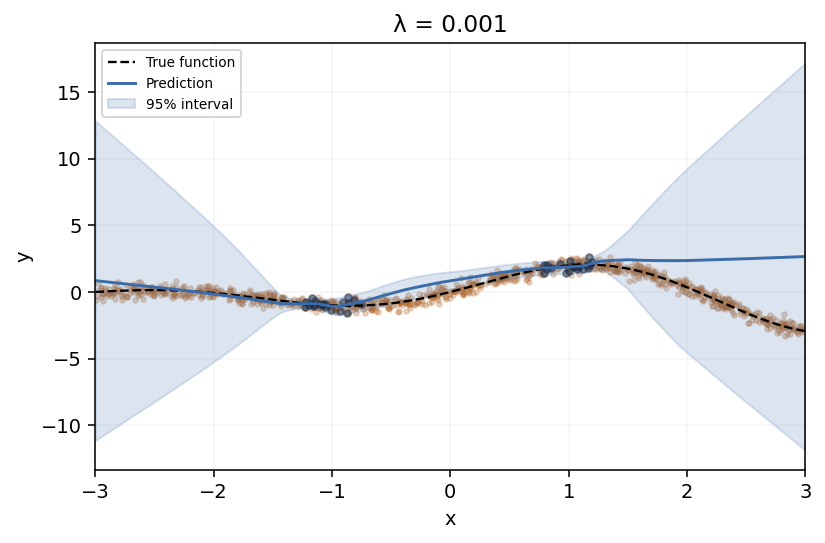 λ = 0.001
True function
Prediction
95% interval
y
15
10
5
0
−5
−10
−3 −2 −1 0 1 2 3
x